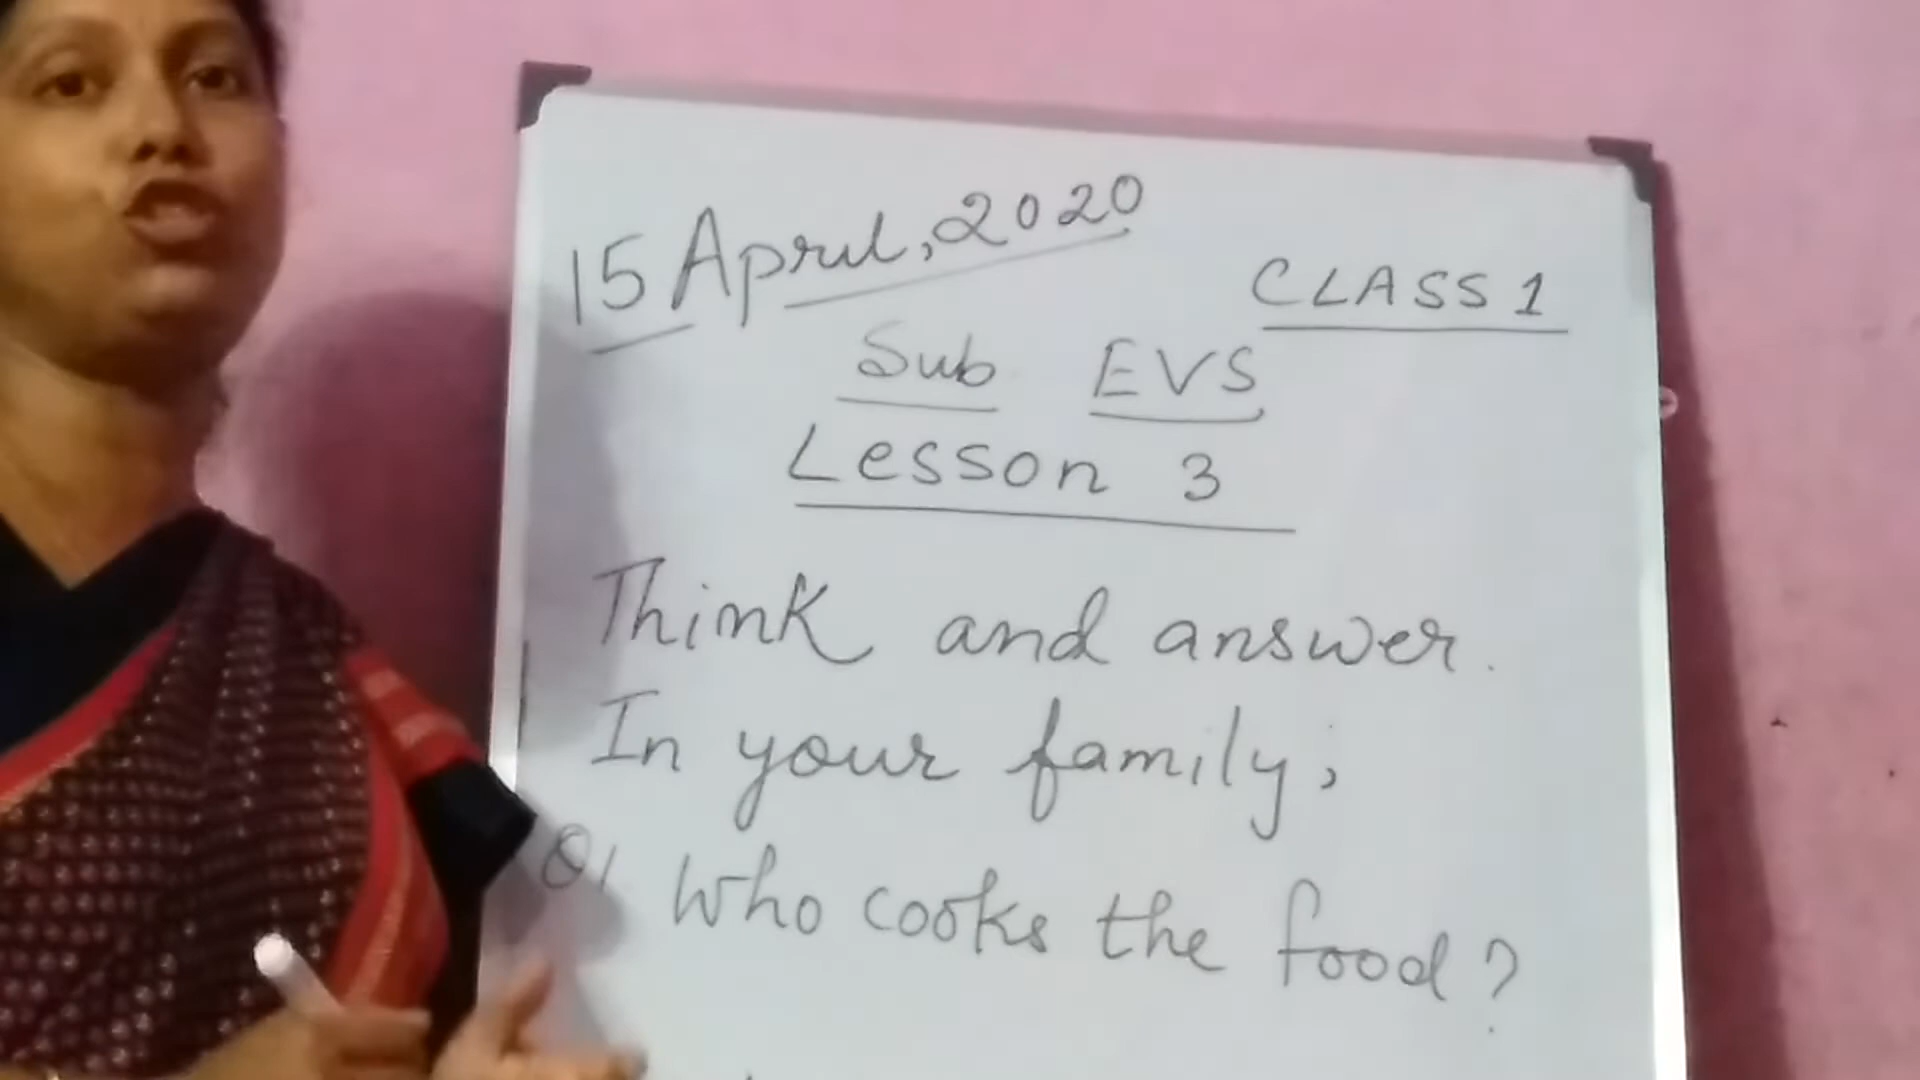 15 April, 2020
CLASS 1
Sub EVS
Lesson 3
Think and answer.
In your family,
Q1. Who cooks the food?